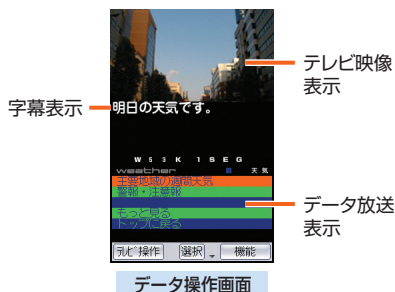 テレビ映像
表示
字幕表示
明日の天気です。
W 5 3 K 1 S E G
weather 天 気
主要地域の週間天気
警報・注意報
もっと見る
トップに戻る
データ放送
表示
ﾃﾚﾋﾞ操作 選択 機能
データ操作画面